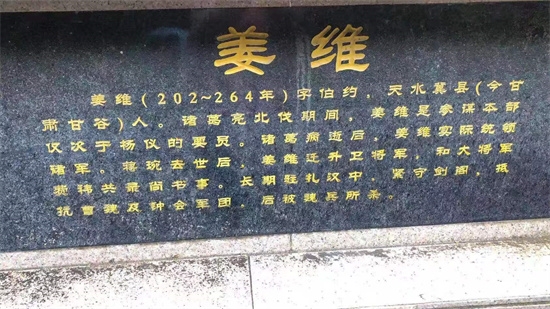 姜维
姜维(202~264年)字伯约，天水冀县(今甘
肃甘谷)人。诸葛亮北伐期间，姜维是参谋本部
仪次于杨仪的要员。诸葛病逝后，姜维实际统领
诸军。蒋琬去世后，姜维迁升卫将军，和大将军
费祎共录尚书事。长期驻扎汉中，紧守剑阁，抵
抗曹魏及钟会军团，后被魏兵所杀。